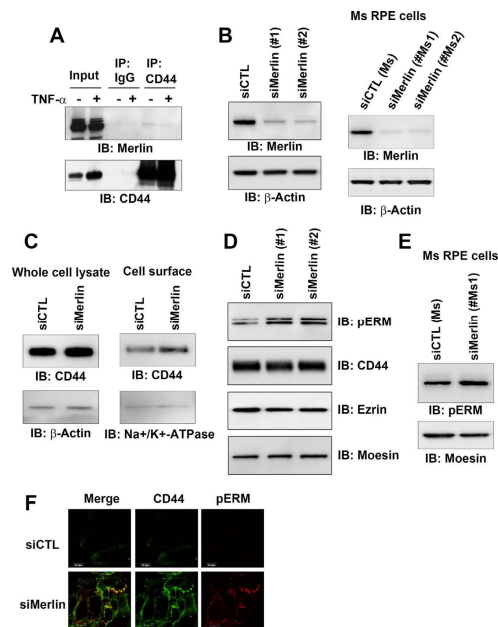 A
IP:
IgG
IP:
CD44
Input
TNF-α - + - + - +
IB: Merlin
IB: CD44
B
siCTL
siMerlin (#1)
siMerlin (#2)
IB: Merlin
IB: β-Actin
Ms RPE cells
siCTL (Ms)
siMerlin (#Ms1)
siMerlin (#Ms2)
IB: Merlin
IB: β-Actin
C
Whole cell lysate
siCTL
siMerlin
IB: CD44
IB: β-Actin
Cell surface
siCTL
siMerlin
IB: CD44
IB: Na+/K+-ATPase
D
siCTL
siMerlin (#1)
siMerlin (#2)
IB: pERM
IB: CD44
IB: Ezrin
IB: Moesin
E
Ms RPE cells
siCTL (Ms)
siMerlin (#Ms1)
IB: pERM
IB: Moesin
F
Merge CD44 pERM
siCTL
siMerlin